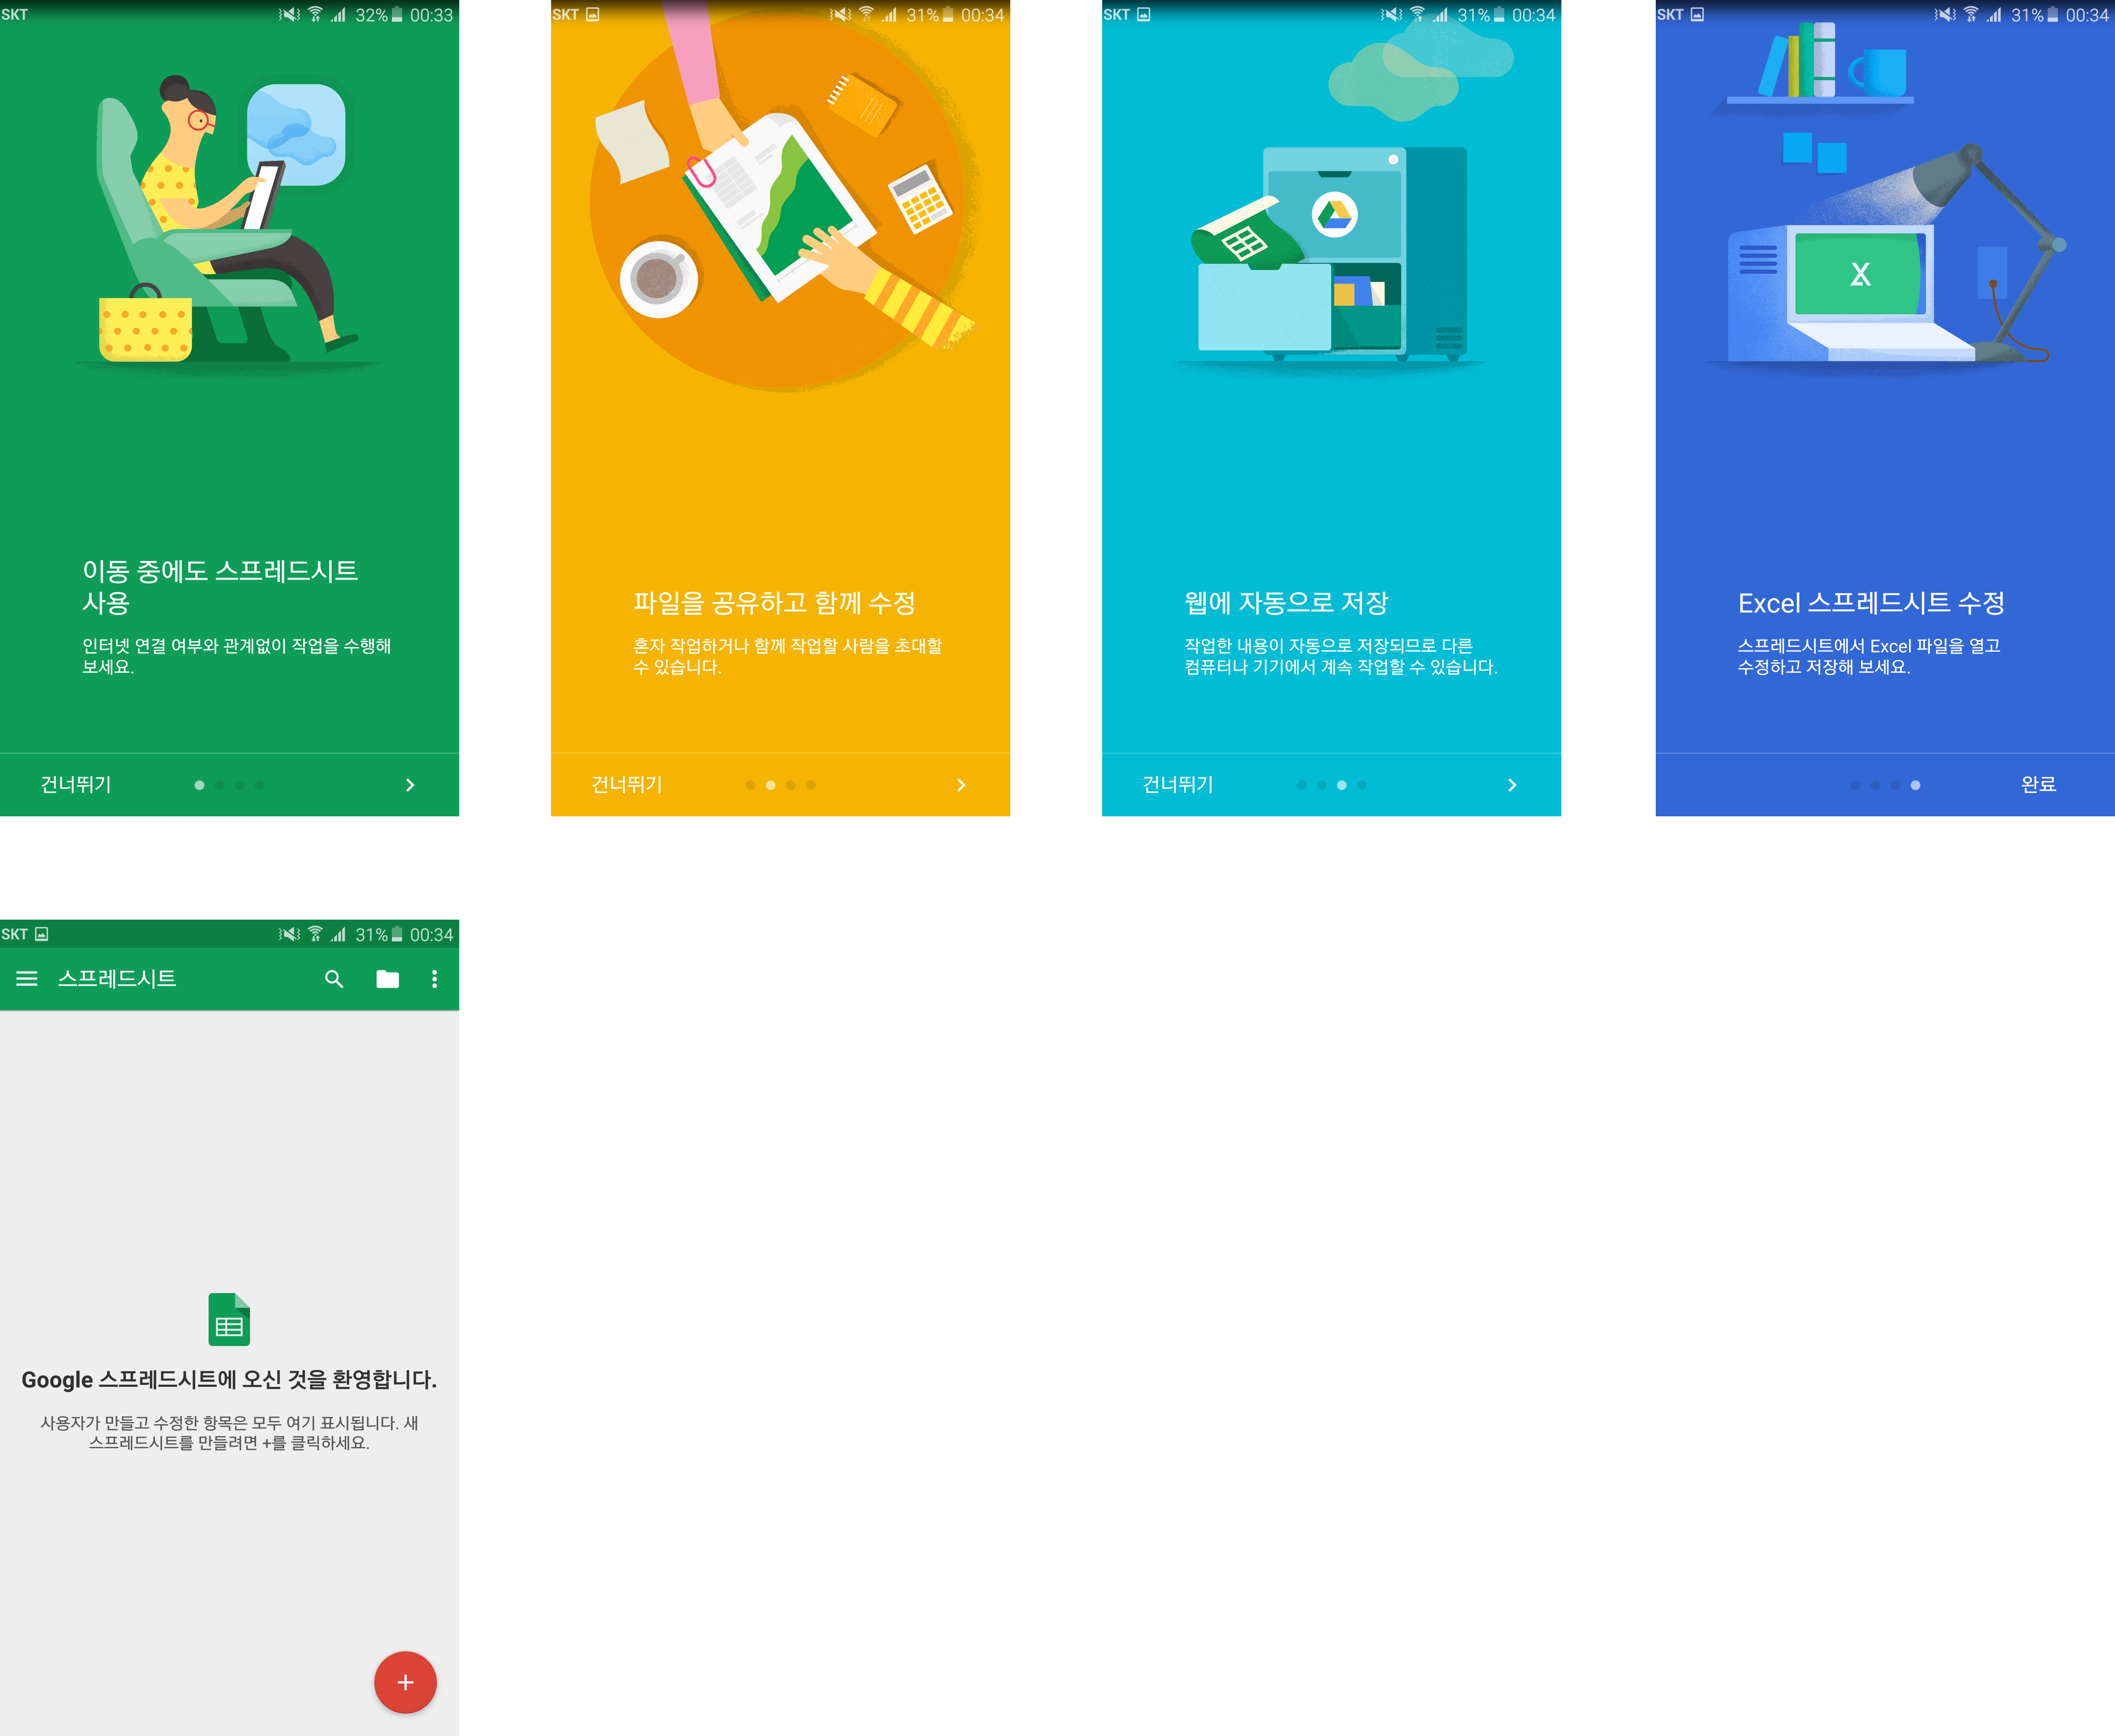 SKT 32% 00:33
이동 중에도 스프레드시트
사용
인터넷 연결 여부와 관계없이 작업을 수행해
보세요.
건너뛰기
SKT 31% 00:34
파일을 공유하고 함께 수정
혼자 작업하거나 함께 작업할 사람을 초대할
수 있습니다.
건너뛰기
SKT 31% 00:34
웹에 자동으로 저장
작업한 내용이 자동으로 저장되므로 다른
컴퓨터나 기기에서 계속 작업할 수 있습니다.
건너뛰기
SKT 31% 00:34
Excel 스프레드시트 수정
스프레드시트에서 Excel 파일을 열고
수정하고 저장해 보세요.
완료
SKT 31% 00:34
스프레드시트
Google 스프레드시트에 오신 것을 환영합니다.
사용자가 만들고 수정한 항목은 모두 여기 표시됩니다. 새
스프레드시트를 만들려면 +를 클릭하세요.
+